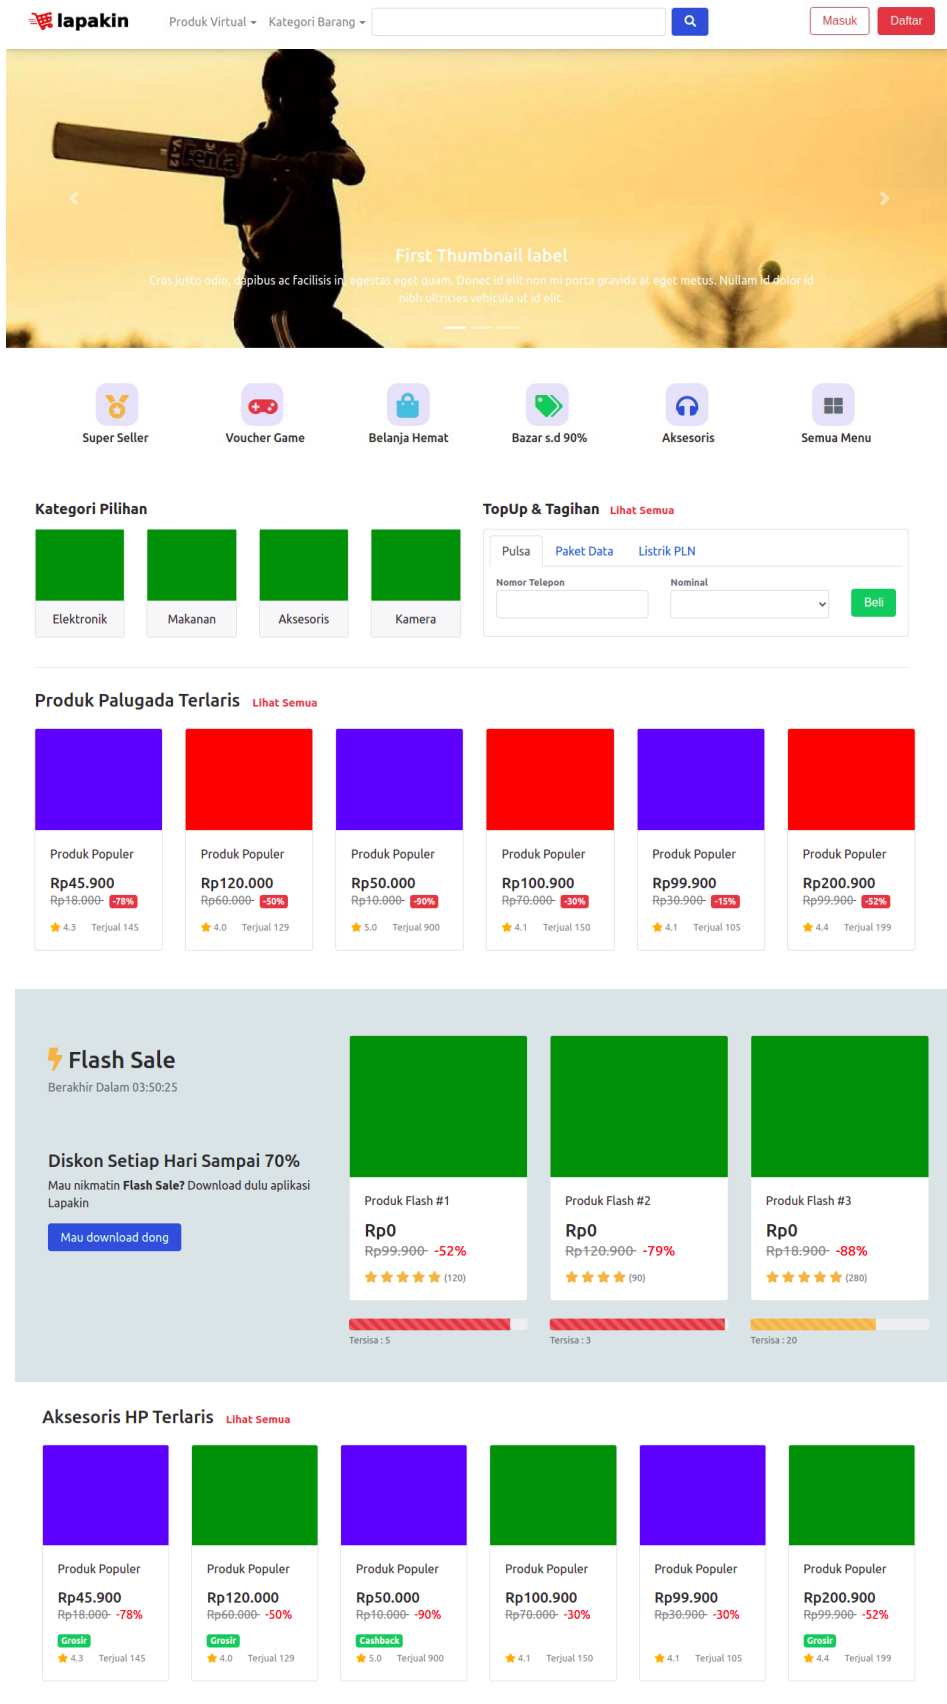 lapakin
Produk Virtual
Kategori Barang
Masuk
Daftar
V-12
Fenta
First Thumbnail label
Cras justo odio, dapibus ac facilisis in, egestas eget quam. Donec id elit non mi porta gravida at eget metus. Nullam id dolor id
nibh ultricies vehicula ut id elit.
Super Seller
Voucher Game
Belanja Hemat
Bazar s.d 90%
Aksesoris
Semua Menu
Kategori Pilihan
Elektronik
Makanan
Aksesoris
Kamera
TopUp & Tagihan Lihat Semua
Pulsa Paket Data Listrik PLN
Nomor Telepon
Nominal
Beli
Produk Palugada Terlaris Lihat Semua
Produk Populer
Rp45.900
Rp18.000 -78%
4.3 Terjual 145
Produk Populer
Rp120.000
Rp60.000 -50%
4.0 Terjual 129
Produk Populer
Rp50.000
Rp10.000 -90%
5.0 Terjual 900
Produk Populer
Rp100.900
Rp70.000 -30%
4.1 Terjual 150
Produk Populer
Rp99.900
Rp30.900 -15%
4.1 Terjual 105
Produk Populer
Rp200.900
Rp99.900 -52%
4.4 Terjual 199
Flash Sale
Berakhir Dalam 03:50:25
Diskon Setiap Hari Sampai 70%
Mau nikmatin Flash Sale? Download dulu aplikasi
Lapakin
Mau download dong
Produk Flash #1
Rp0
Rp99.900 -52%
(120)
Tersisa : 5
Produk Flash #2
Rp0
Rp120.900 -79%
(90)
Tersisa : 3
Produk Flash #3
Rp0
Rp18.900 -88%
(280)
Tersisa : 20
Aksesoris HP Terlaris Lihat Semua
Produk Populer
Rp45.900
Rp18.000 -78%
Grosir
4.3 Terjual 145
Produk Populer
Rp120.000
Rp60.000 -50%
Grosir
4.0 Terjual 129
Produk Populer
Rp50.000
Rp10.000 -90%
Cashback
5.0 Terjual 900
Produk Populer
Rp100.900
Rp70.000 -30%
4.1 Terjual 150
Produk Populer
Rp99.900
Rp30.900 -30%
4.1 Terjual 105
Produk Populer
Rp200.900
Rp99.900 -52%
Grosir
4.4 Terjual 199